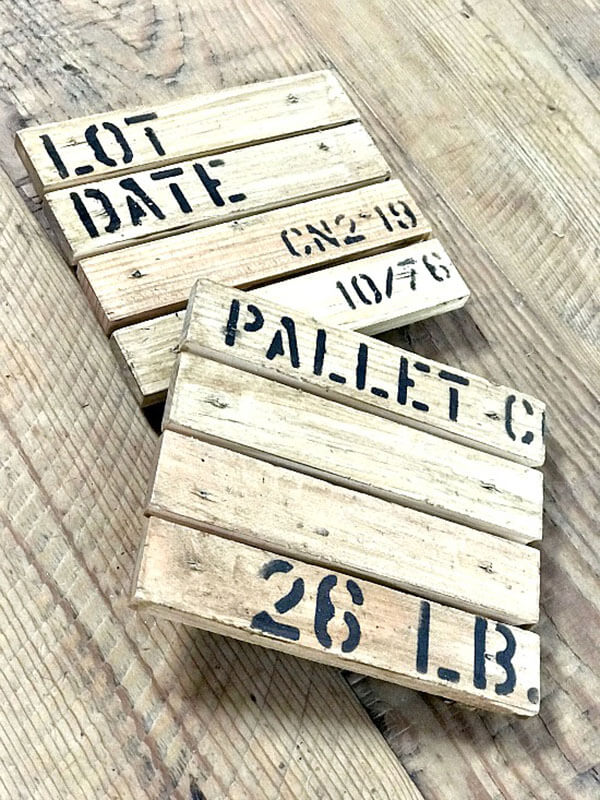 LOT
DATE
CN2-19
10/76
PALLET C
26 LB.